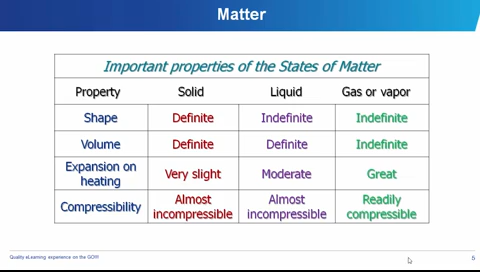 Matter
Important properties of the States of Matter
Property Solid Liquid Gas or vapor
Shape Definite Indefinite Indefinite
Volume Definite Definite Indefinite
Expansion on heating Very slight Moderate Great
Compressibility Almost incompressible Almost incompressible Readily compressible
Quality eLearning experience on the GO!!!
5